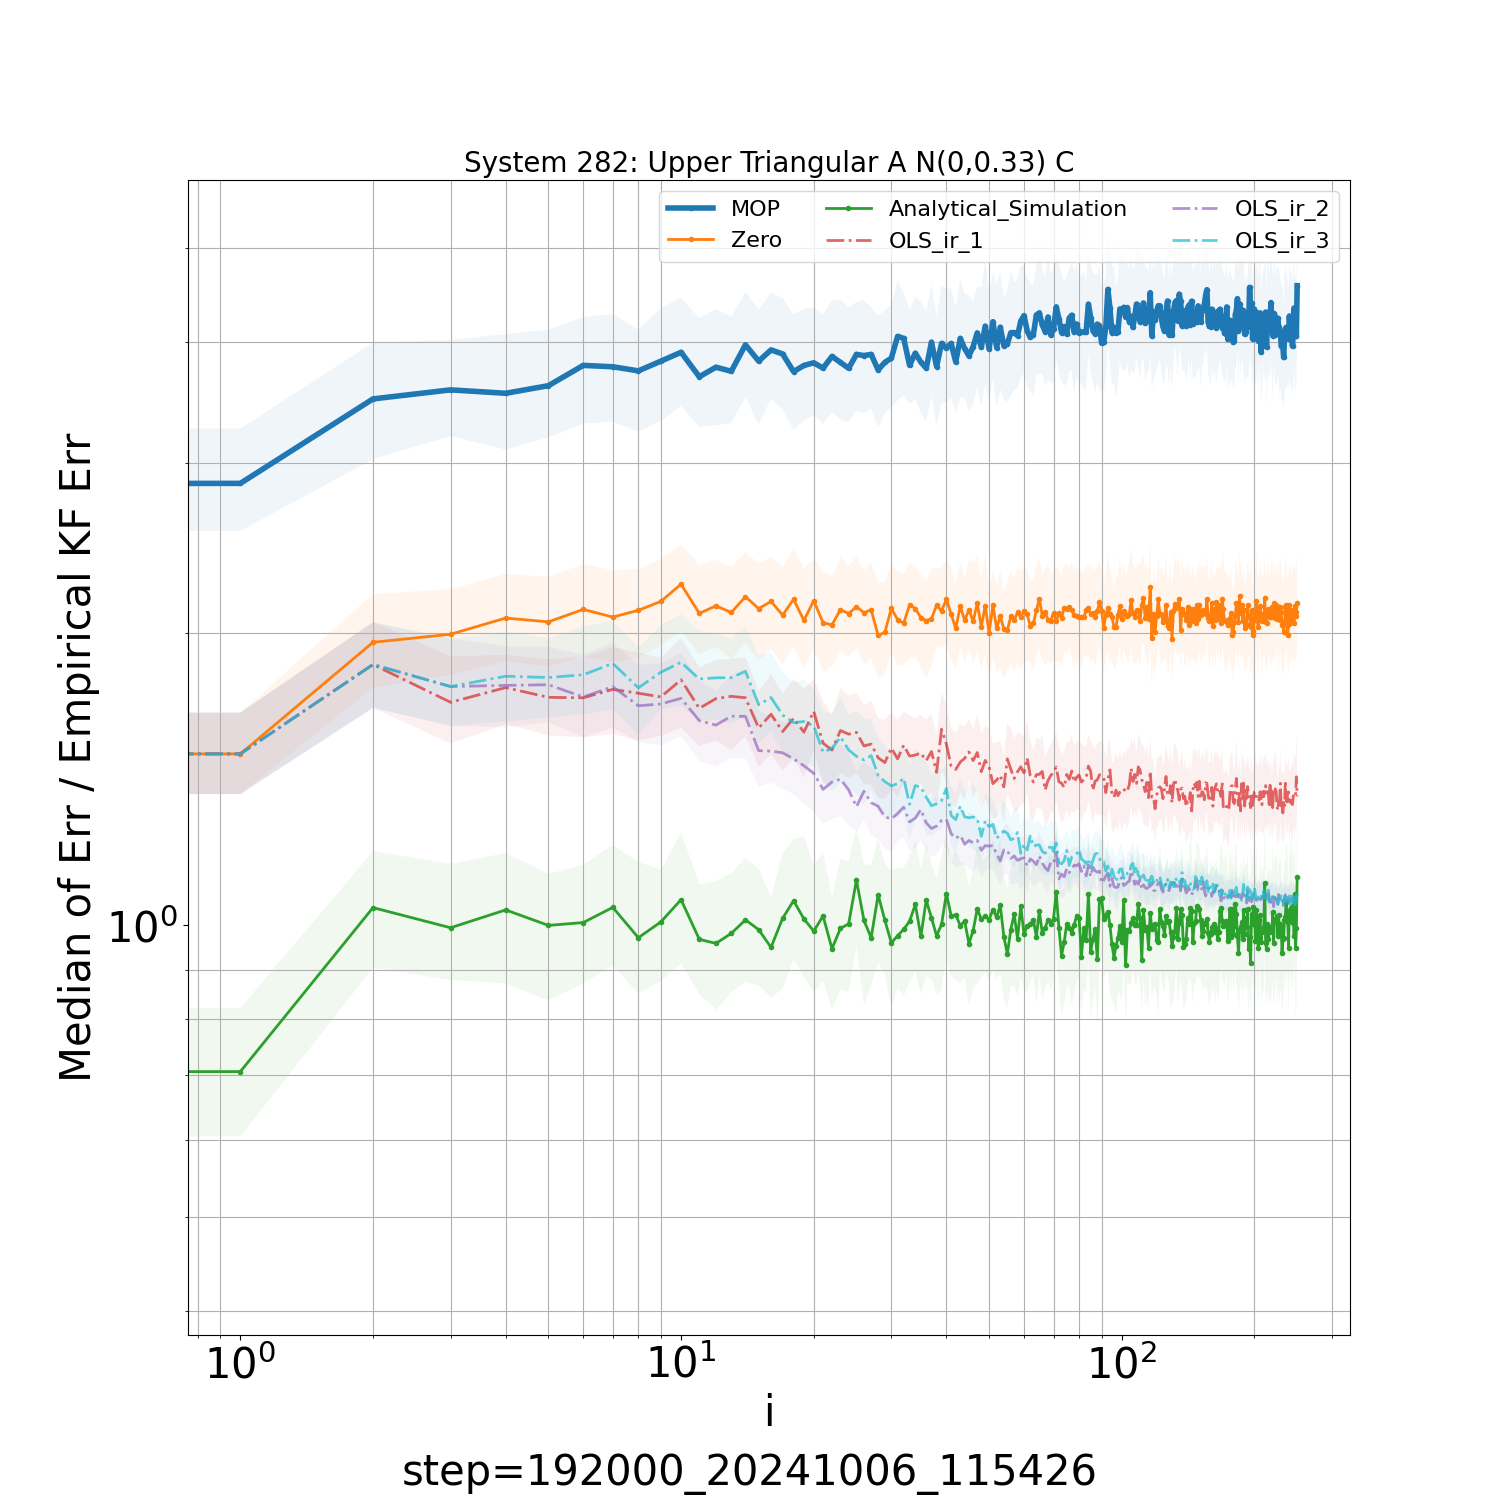 System 282: Upper Triangular A N(0,0.33) C
MOP
Zero
Analytical_Simulation
OLS_ir_1
OLS_ir_2
OLS_ir_3
Median of Err / Empirical KF Err
10⁰
10⁰
10¹
10²
i
step=192000_20241006_115426